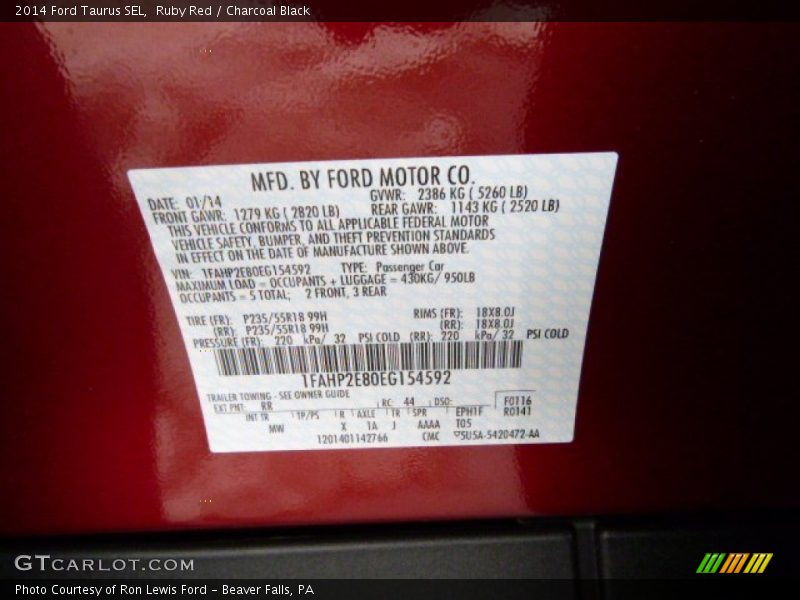 2014 Ford Taurus SEL,  Ruby Red / Charcoal Black
MFD. BY FORD MOTOR CO.
DATE: 01/14
GVWR: 2386 KG ( 5260 LB)
FRONT GAWR: 1279 KG ( 2820 LB)
REAR GAWR: 1143 KG ( 2520 LB)
THIS VEHICLE CONFORMS TO ALL APPLICABLE FEDERAL MOTOR
VEHICLE SAFETY, BUMPER, AND THEFT PREVENTION STANDARDS
IN EFFECT ON THE DATE OF MANUFACTURE SHOWN ABOVE.
VIN: 1FAHP2E80EG154592 TYPE: Passenger Car
MAXIMUM LOAD = OCCUPANTS + LUGGAGE = 430KG/ 950LB
OCCUPANTS = 5 TOTAL; 2 FRONT, 3 REAR
TIRE (FR): P235/55R18 99H RIMS (FR): 18X8.0J
(RR): P235/55R18 99H (RR): 18X8.0J
PRESSURE (FR): 220 kPa/ 32 PSI COLD (RR): 220 kPa/ 32 PSI COLD
1FAHP2E80EG154592
TRAILER TOWING - SEE OWNER GUIDE
EXT PNT: RR RC: 44 DSO: F0116
INT TR TP/PS R AXLE TR SPR EPH1F R0141
MW X 1A J AAAA T05
1201401142766 CMC 5U5A-5420472-AA
GTCARLOT.COM
Photo Courtesy of Ron Lewis Ford – Beaver Falls, PA